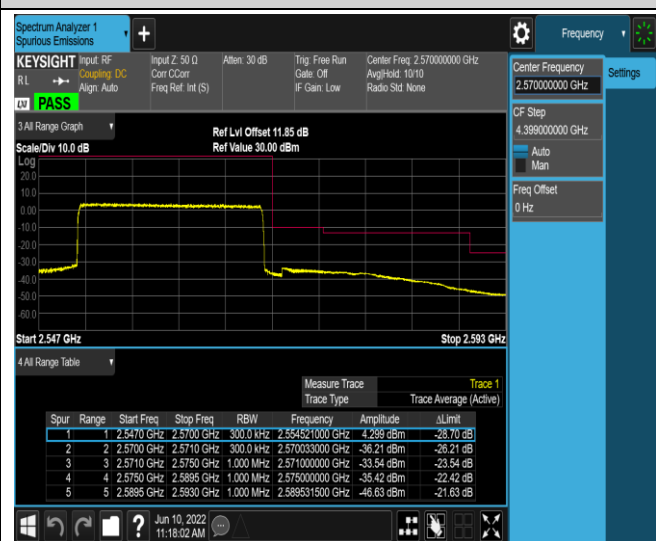 Spectrum Analyzer 1
Spurious Emissions
Frequency
KEYSIGHT
Input: RF
Coupling: DC
Align: Auto
Input Z: 50 Ω
Corr CCorr
Freq Ref: Int (S)
Atten: 30 dB
Trig: Free Run
Gate: Off
IF Gain: Low
Center Freq: 2.570000000 GHz
Avg|Hold: 10/10
Radio Std: None
RL
LXI
PASS
Center Frequency
2.570000000 GHz
Settings
CF Step
4.399000000 GHz
Auto
Man
Freq Offset
0 Hz
3 All Range Graph
Ref Lvl Offset 11.85 dB
Scale/Div 10.0 dB
Ref Value 30.00 dBm
Log
20.0
10.0
0.00
-10.0
-20.0
-30.0
-40.0
-50.0
-60.0
Start 2.547 GHz
Stop 2.593 GHz
4 All Range Table
Measure Trace Trace 1
Trace Type Trace Average (Active)
Spur Range Start Freq Stop Freq RBW Frequency Amplitude ΔLimit
1 1 2.5470 GHz 2.5700 GHz 300.0 kHz 2.554521000 GHz 4.299 dBm -28.70 dB
2 2 2.5700 GHz 2.5710 GHz 300.0 kHz 2.570033000 GHz -36.21 dBm -26.21 dB
3 3 2.5710 GHz 2.5750 GHz 1.000 MHz 2.571000000 GHz -33.54 dBm -23.54 dB
4 4 2.5750 GHz 2.5895 GHz 1.000 MHz 2.575000000 GHz -35.42 dBm -22.42 dB
5 5 2.5895 GHz 2.5930 GHz 1.000 MHz 2.589531500 GHz -46.63 dBm -21.63 dB
Jun 10, 2022
11:18:02 AM